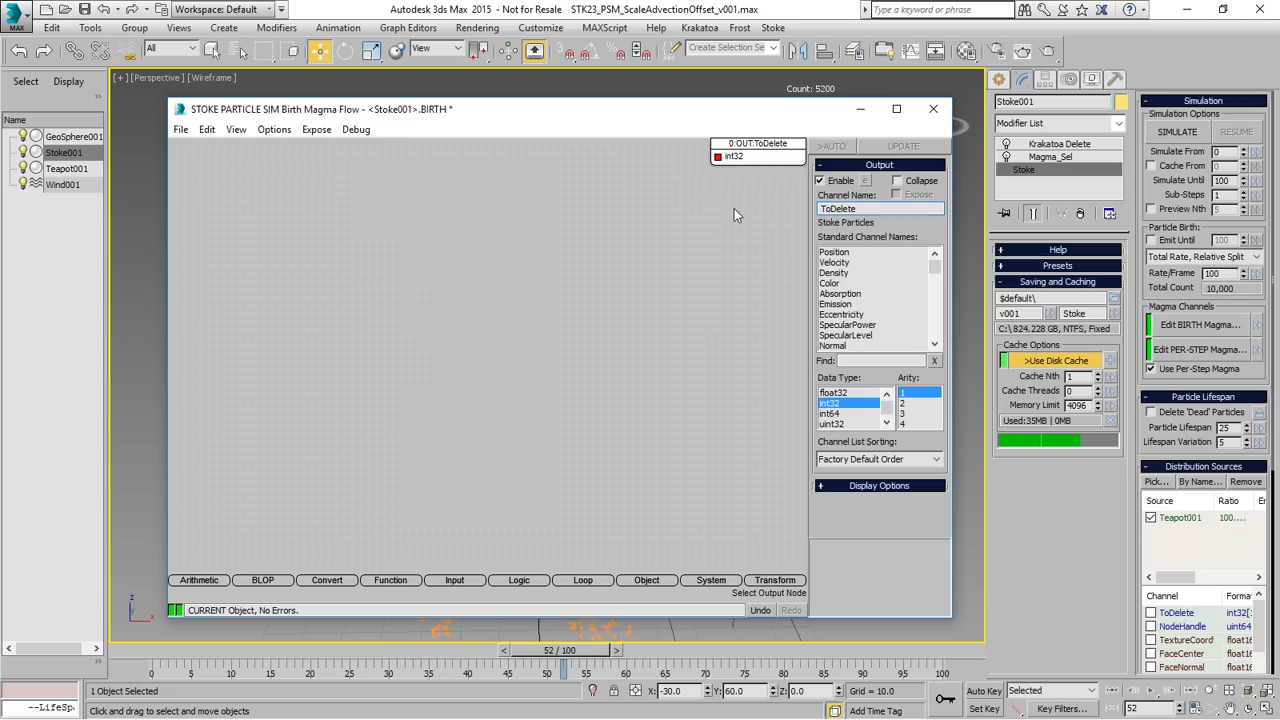 Workspace: Default
Autodesk 3ds Max 2015 - Not for Resale   STK23_PSM_ScaleAdvectionOffset_v001.max
Type a keyword or phrase
MAX
Edit Tools Group Views Create Modifiers Animation Graph Editors Rendering Customize MAXScript Help Krakatoa Frost Stoke
All
View
Create Selection Se
Select Display
Name
GeoSphere001
Stoke001
Teapot001
Wind001
[+] [Perspective] [Wireframe]
Count: 5200
STOKE PARTICLE SIM Birth Magma Flow - <Stoke001>.BIRTH *
File Edit View Options Expose Debug
0:OUT:ToDelete
int32
>AUTO UPDATE
- Output
Enable e Collapse
Channel Name: Expose
ToDelete
Stoke Particles
Standard Channel Names:
Position
Velocity
Density
Color
Absorption
Emission
Eccentricity
SpecularPower
SpecularLevel
Normal
Find: X
Data Type: Arity:
float32 1
int32 2
int64 3
uint32 4
Channel List Sorting:
Factory Default Order
+ Display Options
Arithmetic BLOP Convert Function Input Logic Loop Object System Transform
Select Output Node
CURRENT Object, No Errors.
Undo Redo
Stoke001
Modifier List
Krakatoa Delete
Magma_Sel
Stoke
+ Help
+ Presets
- Saving and Caching
$default\
v001 Stoke
C:\ 824.228 GB, NTFS, Fixed
Cache Options
>Use Disk Cache
Cache Nth 1
Cache Threads 0
Memory Limit 4096
Used:35MB | 0MB
- Simulation
Simulation Options
SIMULATE RESUME
Simulate From 0
Cache From 0
Simulate Until 100
Sub-Steps 1
Preview Nth 5
Particle Birth:
Emit Until 100
Total Rate, Relative Split
Rate/Frame 100
Total Count 10,000
Magma Channels
Edit BIRTH Magma...
Edit PER-STEP Magma...
Use Per-Step Magma
- Particle Lifespan
Delete 'Dead' Particles
Particle Lifespan 25
Lifespan Variation 5
- Distribution Sources
Pick... By Name... Remove
Source Ratio
Teapot001 100....
Channel Format
ToDelete int32[
NodeHandle uint64
TextureCoord float16
FaceCenter float16
FaceNormal float16
z
x
< 52 / 100 >
0 5 10 15 20 25 30 35 40 45 50 55 60 65 70 75 80 85 90 95 100
1 Object Selected
X: -30.0 Y: 60.0 Z: 0.0 Grid = 10.0
Auto Key Selected
--LifeSp
Click and drag to select and move objects
Add Time Tag
Set Key Key Filters...
52